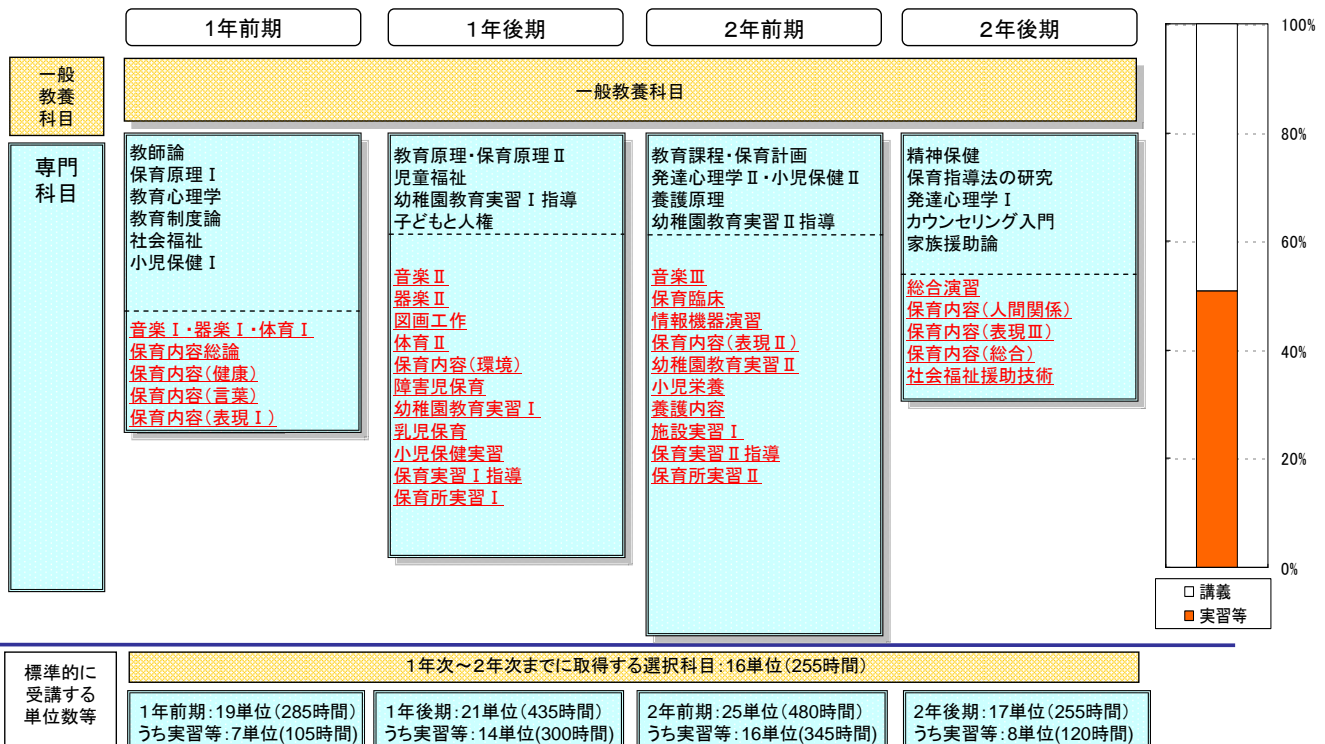 1年前期
1年後期
2年前期
2年後期
一般
教養
科目
一般教養科目
専門
科目
教師論
保育原理Ⅰ
教育心理学
教育制度論
社会福祉
小児保健Ⅰ
音楽Ⅰ・器楽Ⅰ・体育Ⅰ
保育内容総論
保育内容(健康)
保育内容(言葉)
保育内容(表現Ⅰ)
教育原理・保育原理Ⅱ
児童福祉
幼稚園教育実習Ⅰ指導
子どもと人権
音楽Ⅱ
器楽Ⅱ
図画工作
体育Ⅱ
保育内容(環境)
障害児保育
幼稚園教育実習Ⅰ
乳児保育
小児保健実習
保育実習Ⅰ指導
保育所実習Ⅰ
教育課程・保育計画
発達心理学Ⅱ・小児保健Ⅱ
養護原理
幼稚園教育実習Ⅱ指導
音楽Ⅲ
保育臨床
情報機器演習
保育内容(表現Ⅱ)
幼稚園教育実習Ⅱ
小児栄養
養護内容
施設実習Ⅰ
保育実習Ⅱ指導
保育所実習Ⅱ
精神保健
保育指導法の研究
発達心理学Ⅰ
カウンセリング入門
家族援助論
総合演習
保育内容(人間関係)
保育内容(表現Ⅲ)
保育内容(総合)
社会福祉援助技術
100%
80%
60%
40%
20%
0%
講義
実習等
標準的に
受講する
単位数等
1年次～2年次までに取得する選択科目:16単位(255時間)
1年前期:19単位(285時間)
うち実習等:7単位(105時間)
1年後期:21単位(435時間)
うち実習等:14単位(300時間)
2年前期:25単位(480時間)
うち実習等:16単位(345時間)
2年後期:17単位(255時間)
うち実習等:8単位(120時間)